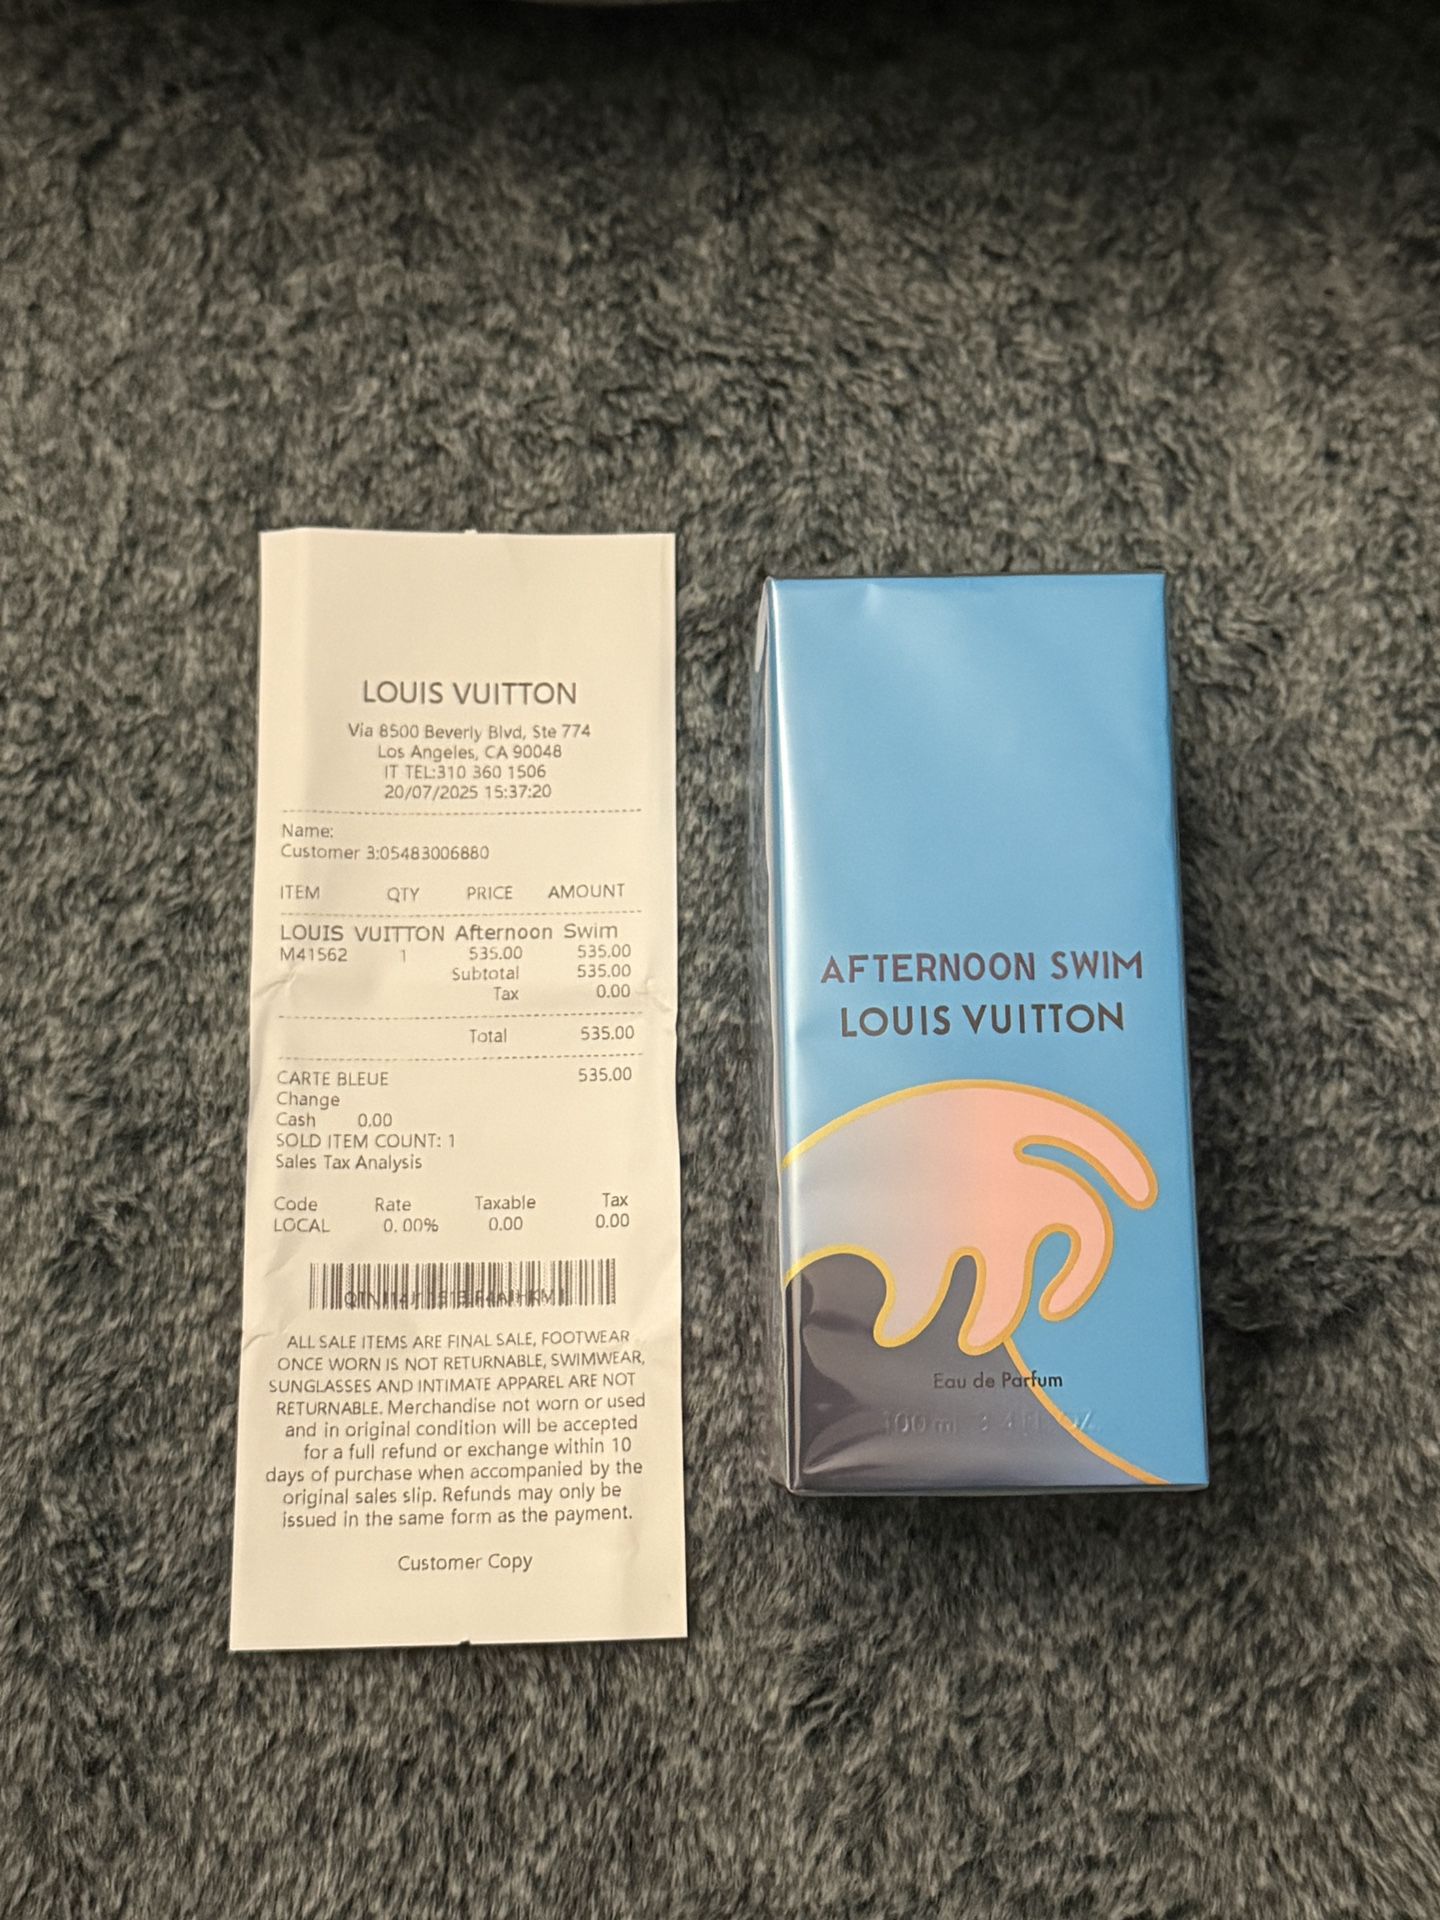 LOUIS VUITTON
Via 8500 Beverly Blvd, Ste 774
Los Angeles, CA 90048
IT TEL:310 360 1506
20/07/2025 15:37:20
Name:
Customer 3:05483006880
ITEM QTY PRICE AMOUNT
LOUIS VUITTON Afternoon Swim
M41562 1 535.00 535.00
Subtotal 535.00
Tax 0.00
Total 535.00
CARTE BLEUE 535.00
Change
Cash 0.00
SOLD ITEM COUNT: 1
Sales Tax Analysis
Code Rate Taxable Tax
LOCAL 0. 00% 0.00 0.00
ALL SALE ITEMS ARE FINAL SALE, FOOTWEAR
ONCE WORN IS NOT RETURNABLE, SWIMWEAR,
SUNGLASSES AND INTIMATE APPAREL ARE NOT
RETURNABLE. Merchandise not worn or used
and in original condition will be accepted
for a full refund or exchange within 10
days of purchase when accompanied by the
original sales slip. Refunds may only be
issued in the same form as the payment.
Customer Copy
AFTERNOON SWIM
LOUIS VUITTON
Eau de Parfum
100 ml